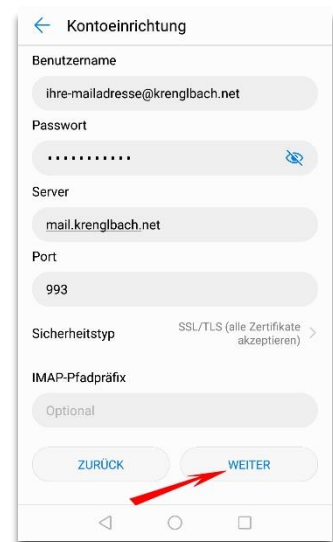 Kontoeinrichtung
Benutzername
ihre-mailadresse@krenglbach.net
Passwort
...........
Server
mail.krenglbach.net
Port
993
Sicherheitstyp
SSL/TLS (alle Zertifikate
akzeptieren)
IMAP-Pfadpräfix
Optional
ZURÜCK
WEITER